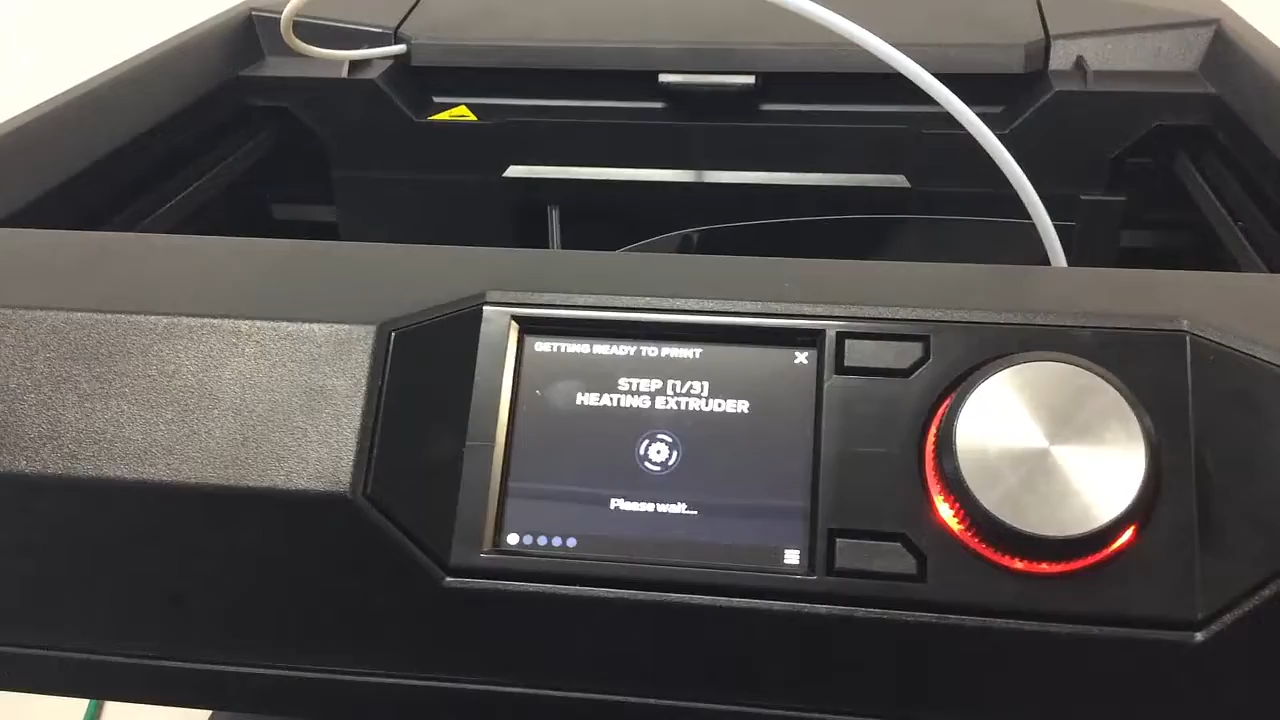 GETTING READY TO PRINT
STEP [1/3]
HEATING EXTRUDER
Please wait...